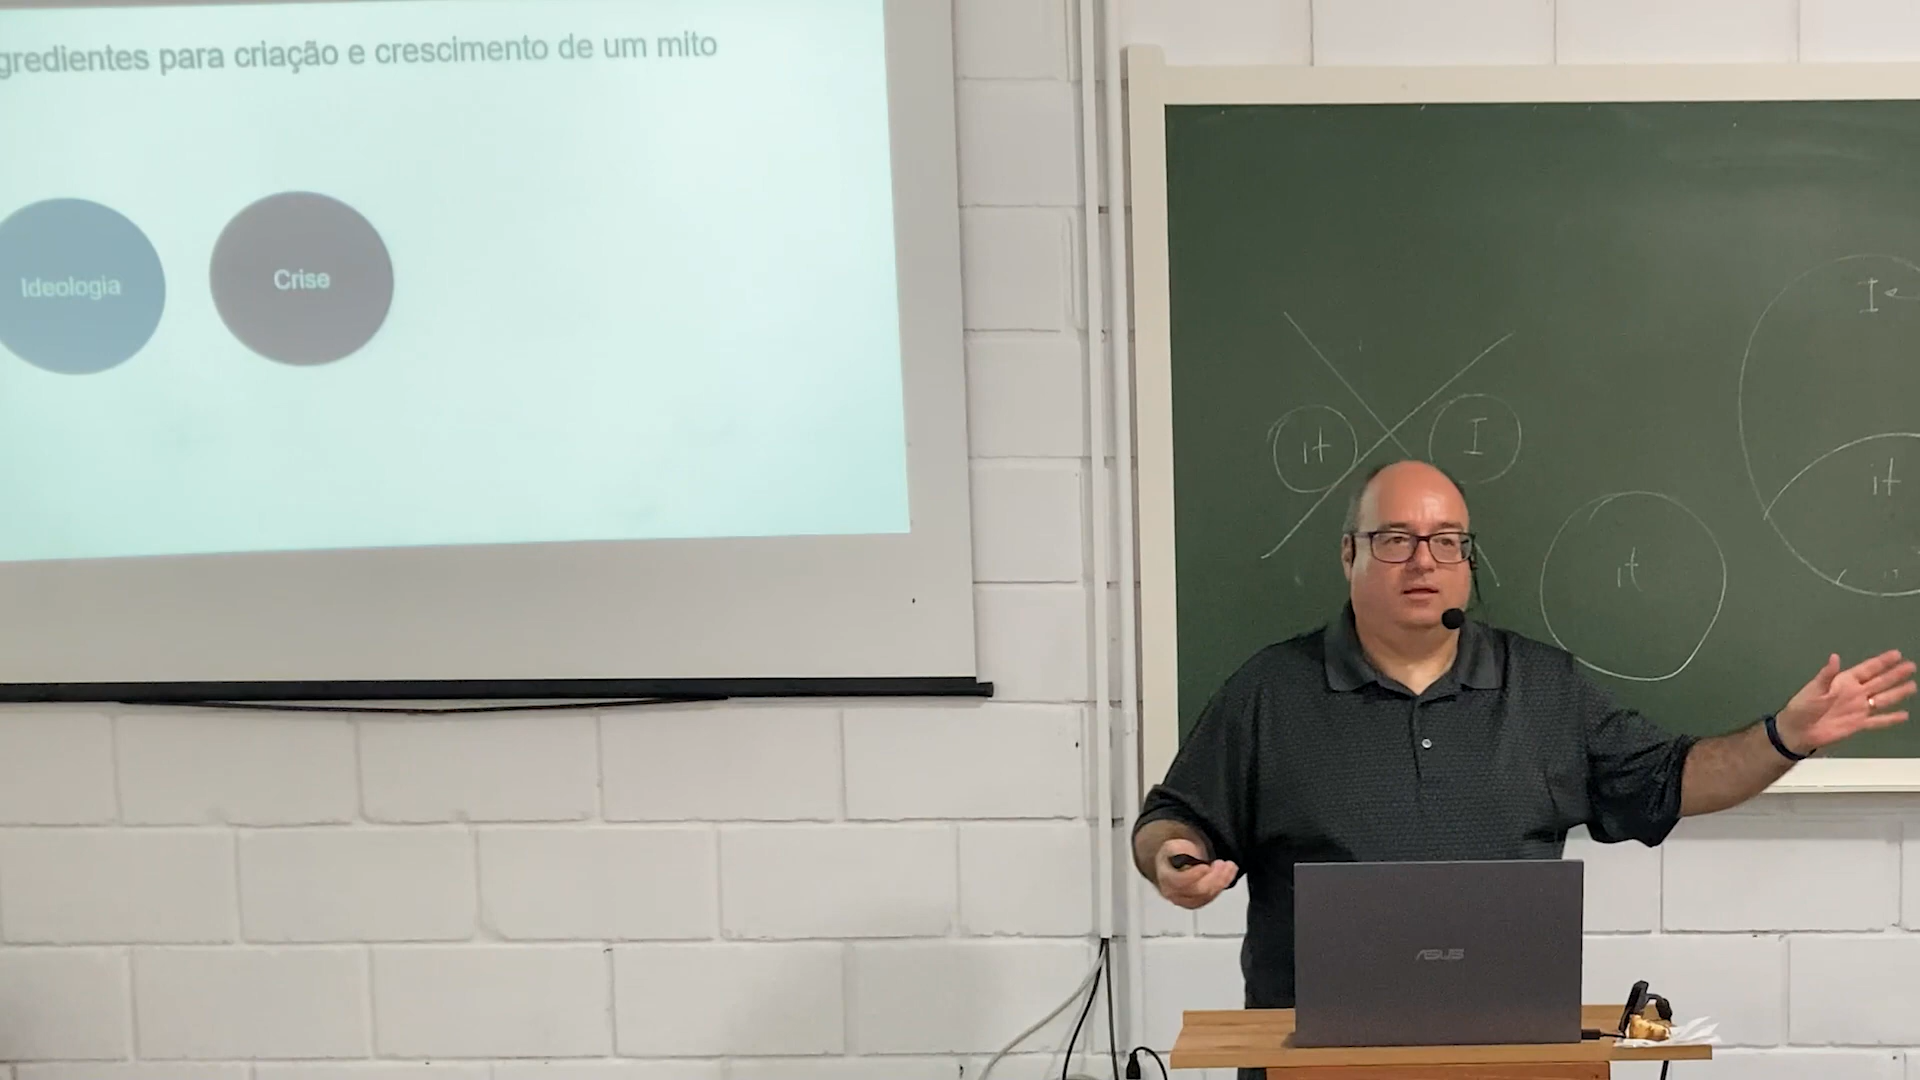 gredientes para criação e crescimento de um mito
Ideologia
Crise
it
I
it
I
it
ASUS